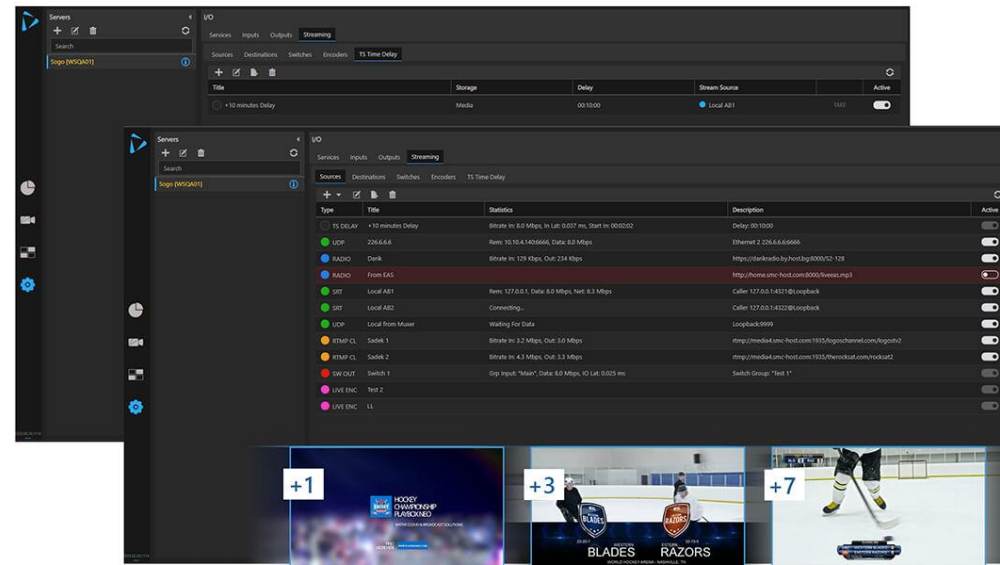 Servers
I/O
Services Inputs Outputs Streaming
Search
Sources Destinations Switches Encoders TS Time Delay
Sogo [WSQA01]
Title Storage Delay Stream Source Active
+10 minutes Delay Media 00:10:00 Local AB1 TAKE
Servers
I/O
Services Inputs Outputs Streaming
Search
Sources Destinations Switches Encoders TS Time Delay
Sogo [WSQA01]
Type Title Statistics Description Active
TS DELAY +10 minutes Delay Bitrate In: 8.0 Mbps, In Lat: 0.037 ms, Start In: 00:02:02 Delay: 00:10:00
UDP 226.6.6.6 Rem: 10.10.4.140:6666, Data: 8.0 Mbps Ethernet 2 226.6.6.6:6666
RADIO Darik Bitrate In: 129 Kbps, Out: 234 Kbps https://darikradio.by.host.bg:8000/S2-128
RADIO From EAS http://home.smc-host.com:8000/liveeas.mp3
SRT Local AB1 Rem: 127.0.0.1, Data: 8.0 Mbps, Net: 8.3 Mbps Caller 127.0.0.1:4321@Loopback
SRT Local AB2 Connecting... Caller 127.0.0.1:4322@Loopback
UDP Local from Muxer Waiting For Data Loopback:9999
RTMP CL Sadek 1 Bitrate In: 3.2 Mbps, Out: 3.0 Mbps rtmp://media4.smc-host.com:1935/logoschannel.com/logostv2
RTMP CL Sadek 2 Bitrate In: 4.3 Mbps, Out: 3.3 Mbps rtmp://media4.smc-host.com:1935/therocksat.com/rocksat2
SW OUT Switch 1 Grp Input: "Main", Data: 8.0 Mbps, IO Lat: 0.025 ms Switch Group: "Test 1"
LIVE ENC Test 2
LIVE ENC LL
+1
+3
+7
HOCKEY
CHAMPIONSHIP
PLAYBOXNEO
BLADES
RAZORS
WESTERN
BLADES
ESTERN
RAZORS
WORLD HOCKEY ARENA - NASHVILLE, TN